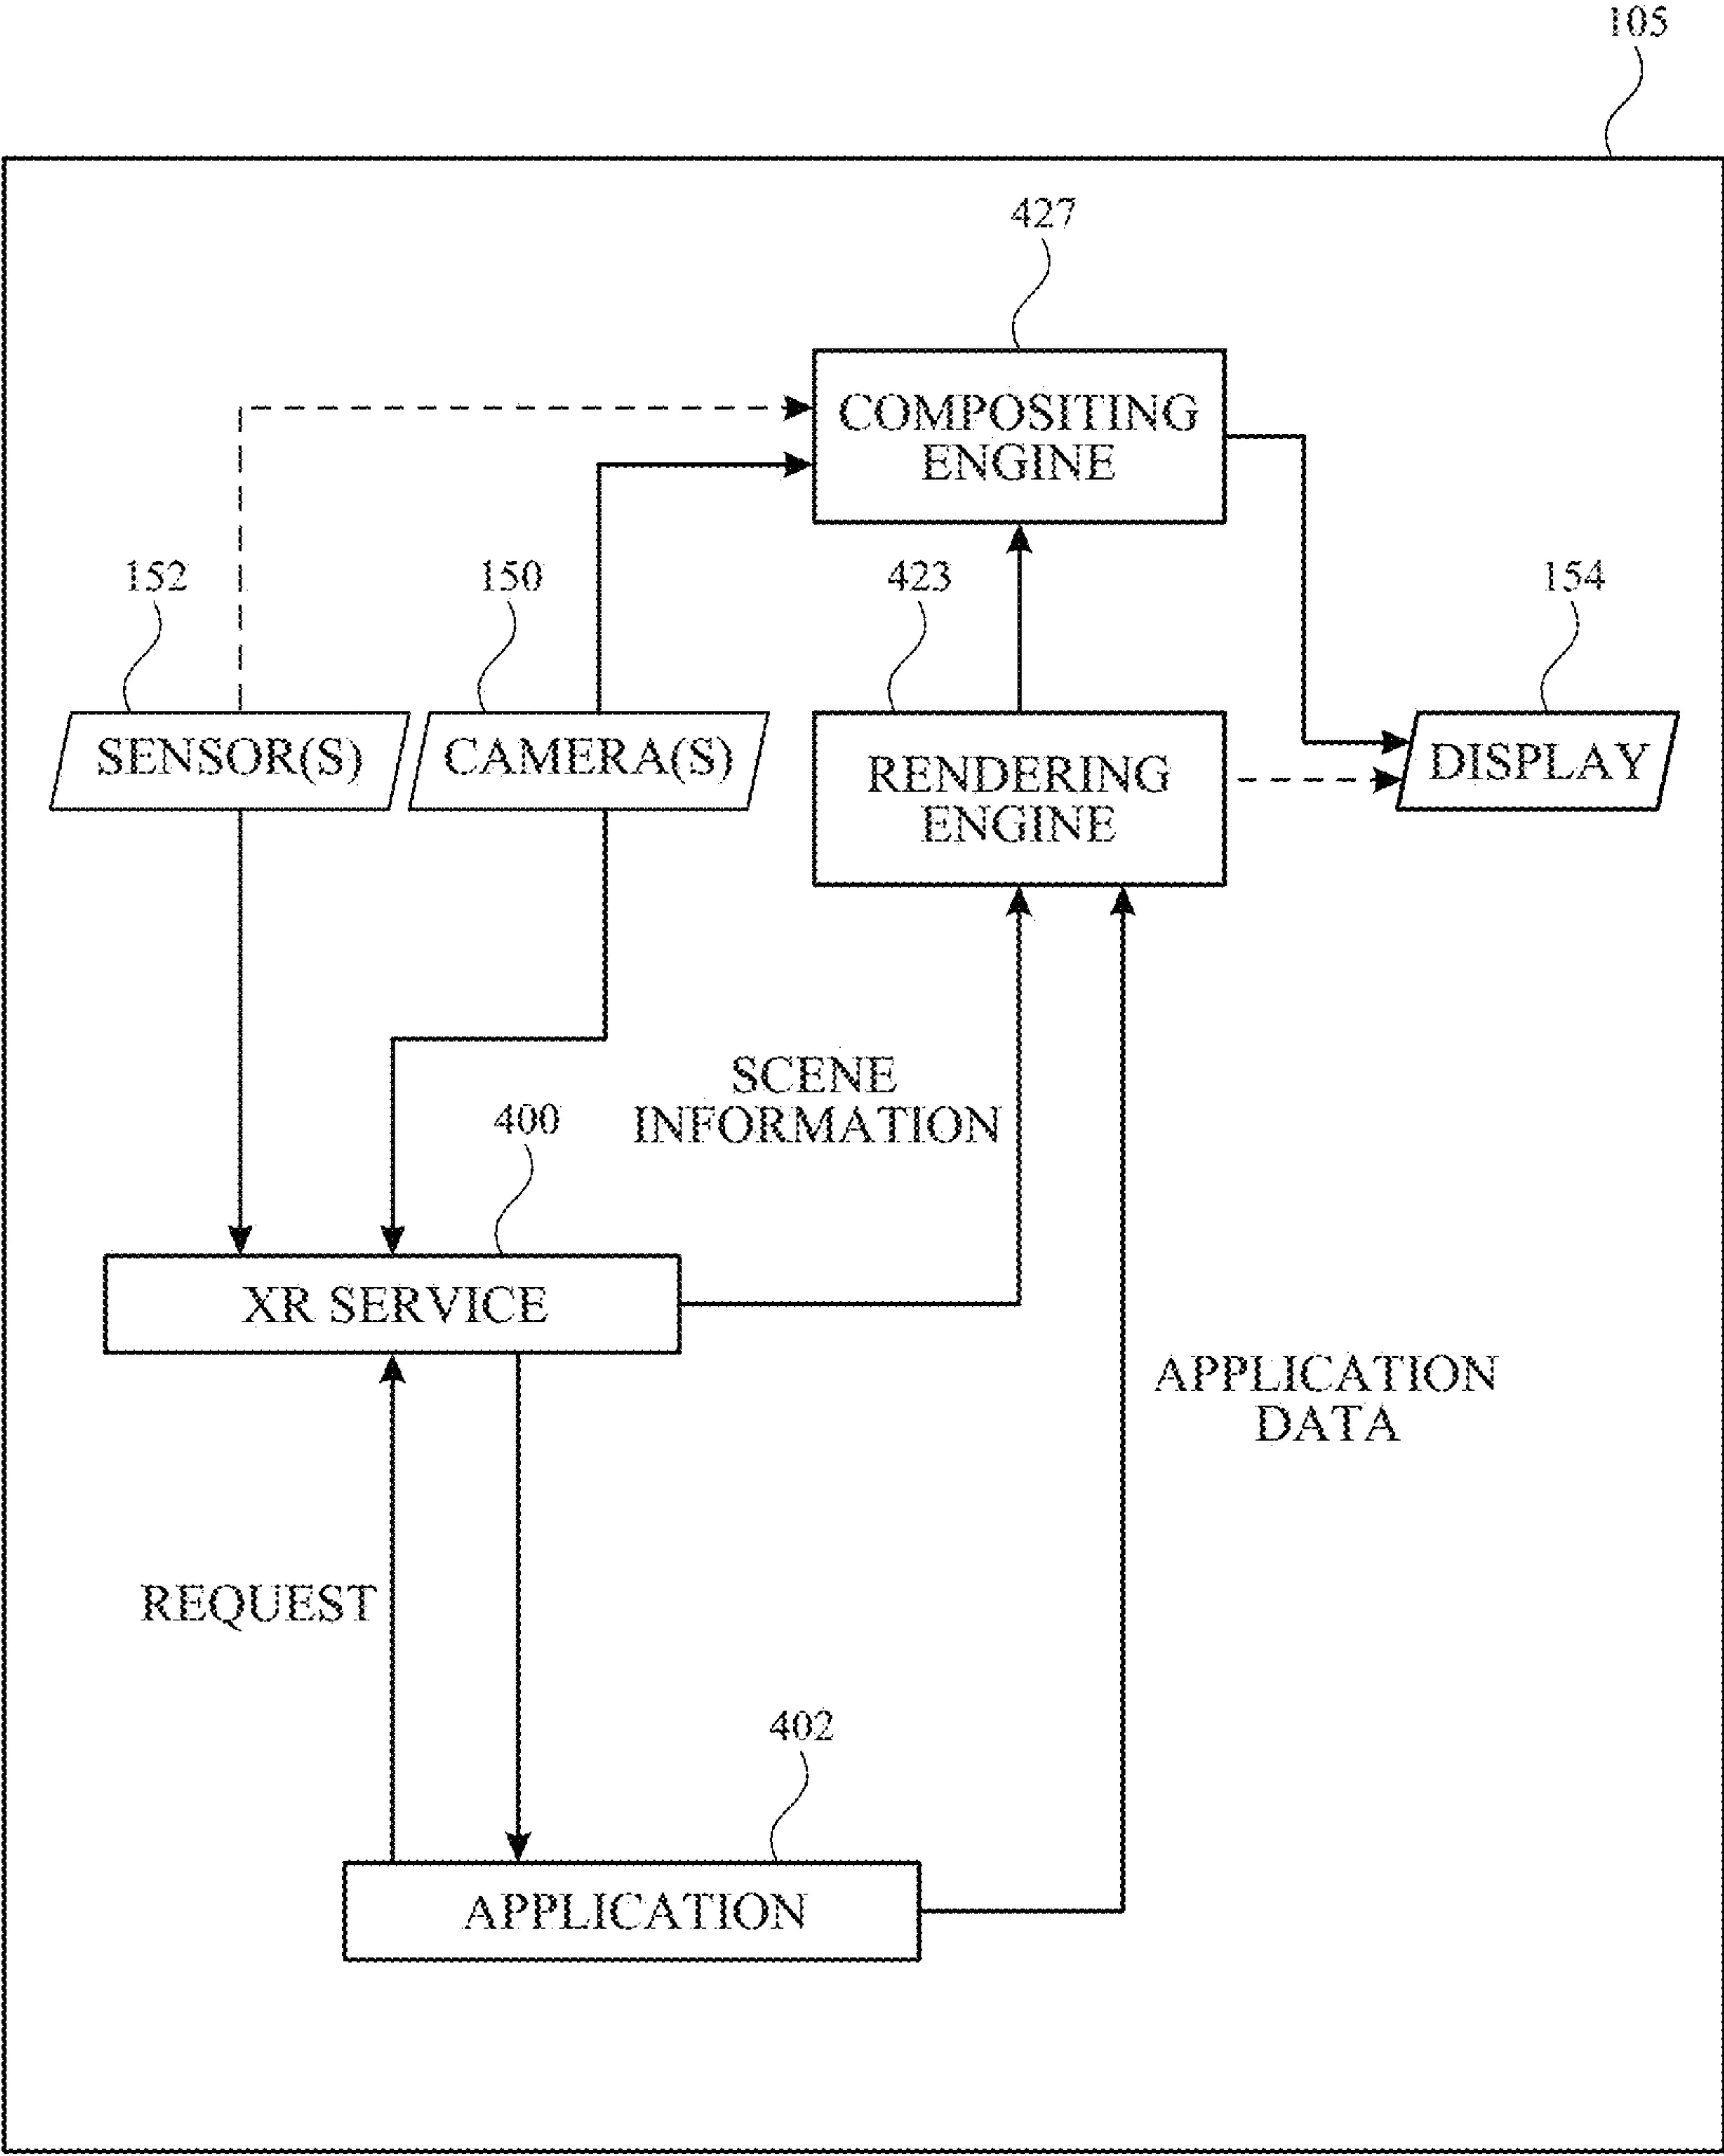 105
427
COMPOSITING
ENGINE
152
150
423
154
SENSOR(S)
CAMERA(S)
RENDERING
ENGINE
DISPLAY
SCENE
INFORMATION
400
XR SERVICE
APPLICATION
DATA
REQUEST
402
APPLICATION